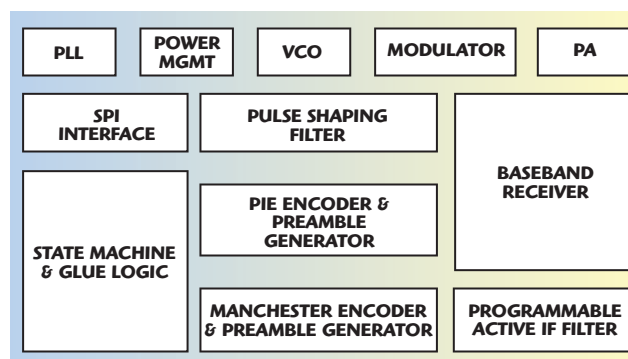 PLL
POWER
MGMT
VCO
MODULATOR
PA
SPI
INTERFACE
PULSE SHAPING
FILTER
BASEBAND
RECEIVER
STATE MACHINE
& GLUE LOGIC
PIE ENCODER &
PREAMBLE
GENERATOR
MANCHESTER ENCODER
& PREAMBLE GENERATOR
PROGRAMMABLE
ACTIVE IF FILTER